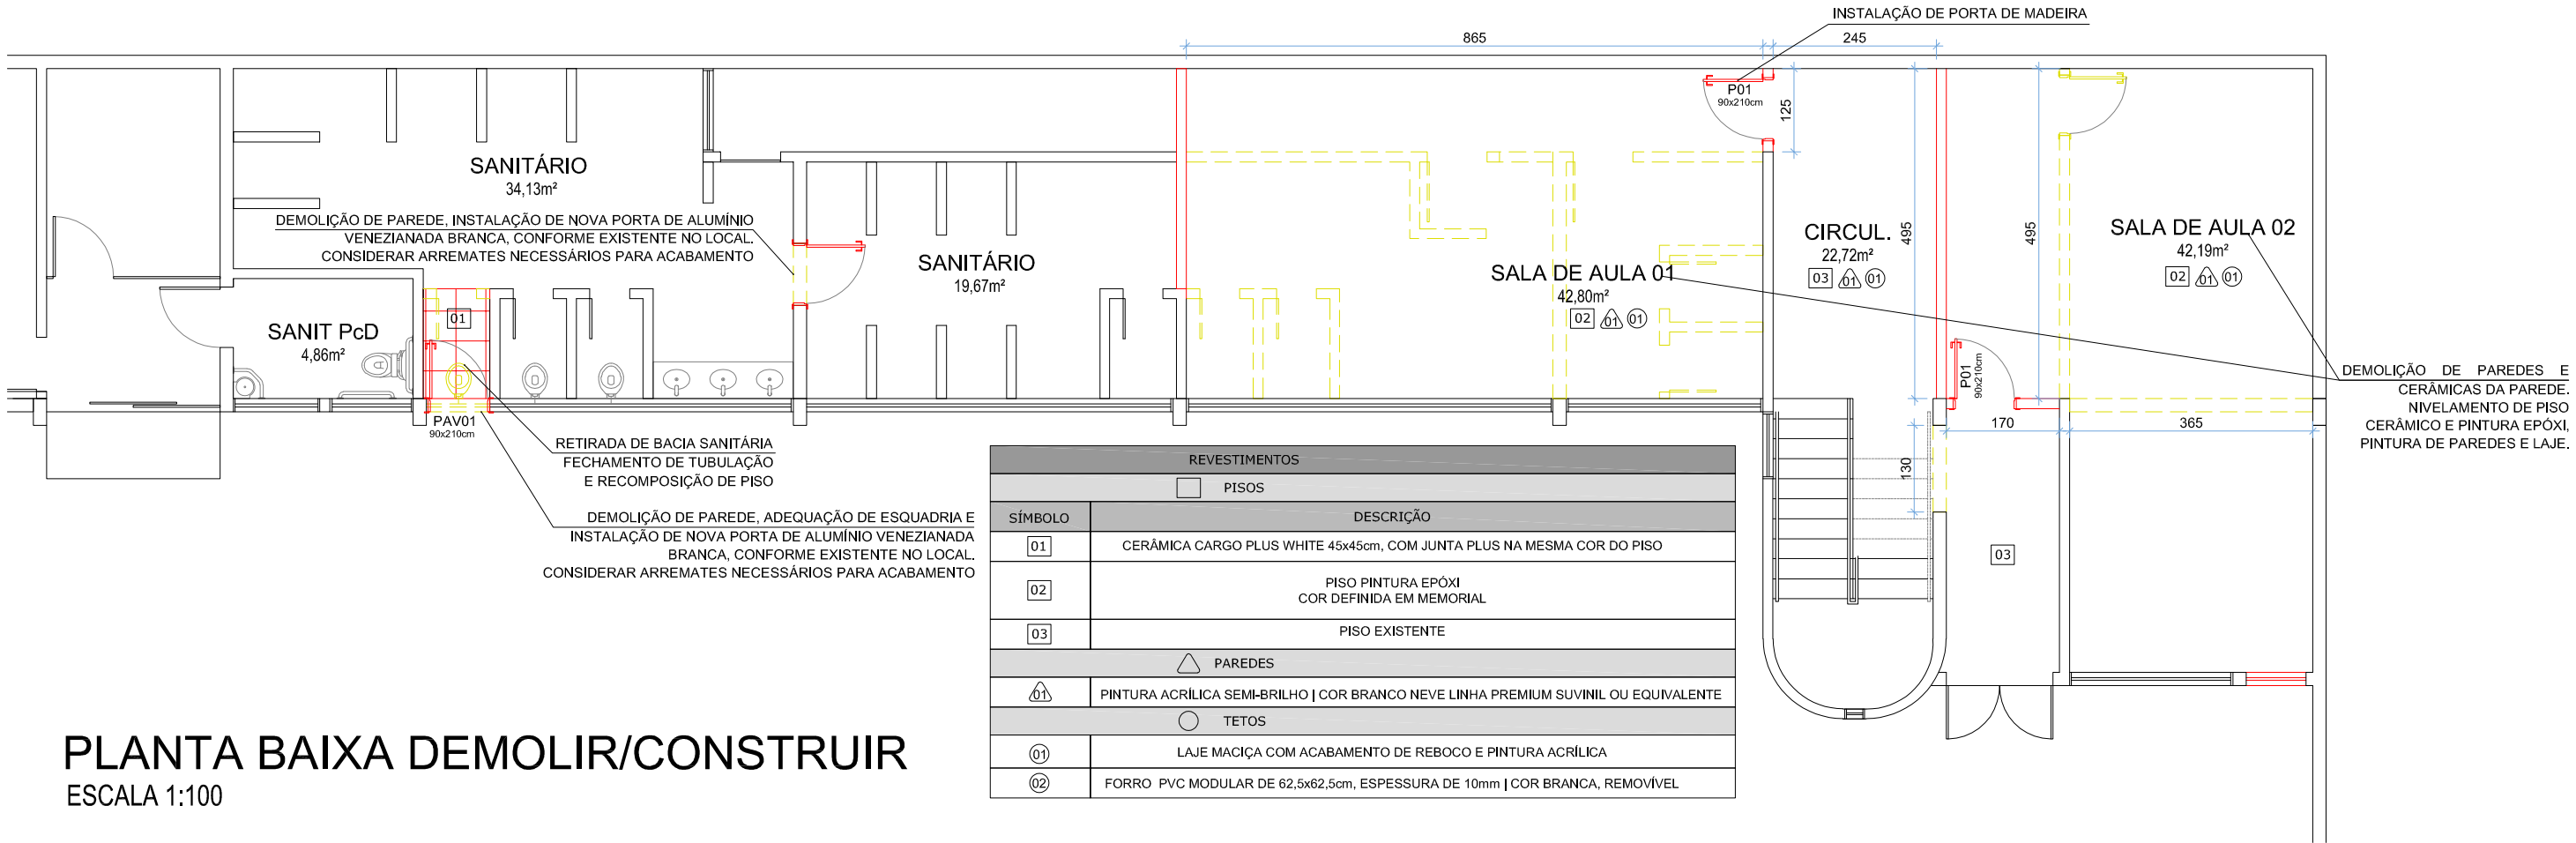 INSTALAÇÃO DE PORTA DE MADEIRA
865
245
P01
90x210cm
125
495
495
SANITÁRIO
34,13m²
DEMOLIÇÃO DE PAREDE, INSTALAÇÃO DE NOVA PORTA DE ALUMÍNIO
VENEZIANADA BRANCA, CONFORME EXISTENTE NO LOCAL.
CONSIDERAR ARREMATES NECESSÁRIOS PARA ACABAMENTO
SANITÁRIO
19,67m²
SALA DE AULA 01
42,80m²
02 01 01
CIRCUL.
22,72m²
03 01 01
SALA DE AULA 02
42,19m²
02 01 01
SANIT PcD
4,86m²
01
PAV01
90x210cm
P01
90x210cm
170
365
130
03
DEMOLIÇÃO DE PAREDES E
CERÂMICAS DA PAREDE.
NIVELAMENTO DE PISO
CERÂMICO E PINTURA EPÓXI,
PINTURA DE PAREDES E LAJE.
RETIRADA DE BACIA SANITÁRIA
FECHAMENTO DE TUBULAÇÃO
E RECOMPOSIÇÃO DE PISO
DEMOLIÇÃO DE PAREDE, ADEQUAÇÃO DE ESQUADRIA E
INSTALAÇÃO DE NOVA PORTA DE ALUMÍNIO VENEZIANADA
BRANCA, CONFORME EXISTENTE NO LOCAL.
CONSIDERAR ARREMATES NECESSÁRIOS PARA ACABAMENTO
REVESTIMENTOS
PISOS
SÍMBOLO DESCRIÇÃO
01 CERÂMICA CARGO PLUS WHITE 45x45cm, COM JUNTA PLUS NA MESMA COR DO PISO
02 PISO PINTURA EPÓXI
COR DEFINIDA EM MEMORIAL
03 PISO EXISTENTE
PAREDES
01 PINTURA ACRÍLICA SEMI-BRILHO | COR BRANCO NEVE LINHA PREMIUM SUVINIL OU EQUIVALENTE
TETOS
01 LAJE MACIÇA COM ACABAMENTO DE REBOCO E PINTURA ACRÍLICA
02 FORRO PVC MODULAR DE 62,5x62,5cm, ESPESSURA DE 10mm | COR BRANCA, REMOVÍVEL
PLANTA BAIXA DEMOLIR/CONSTRUIR
ESCALA 1:100